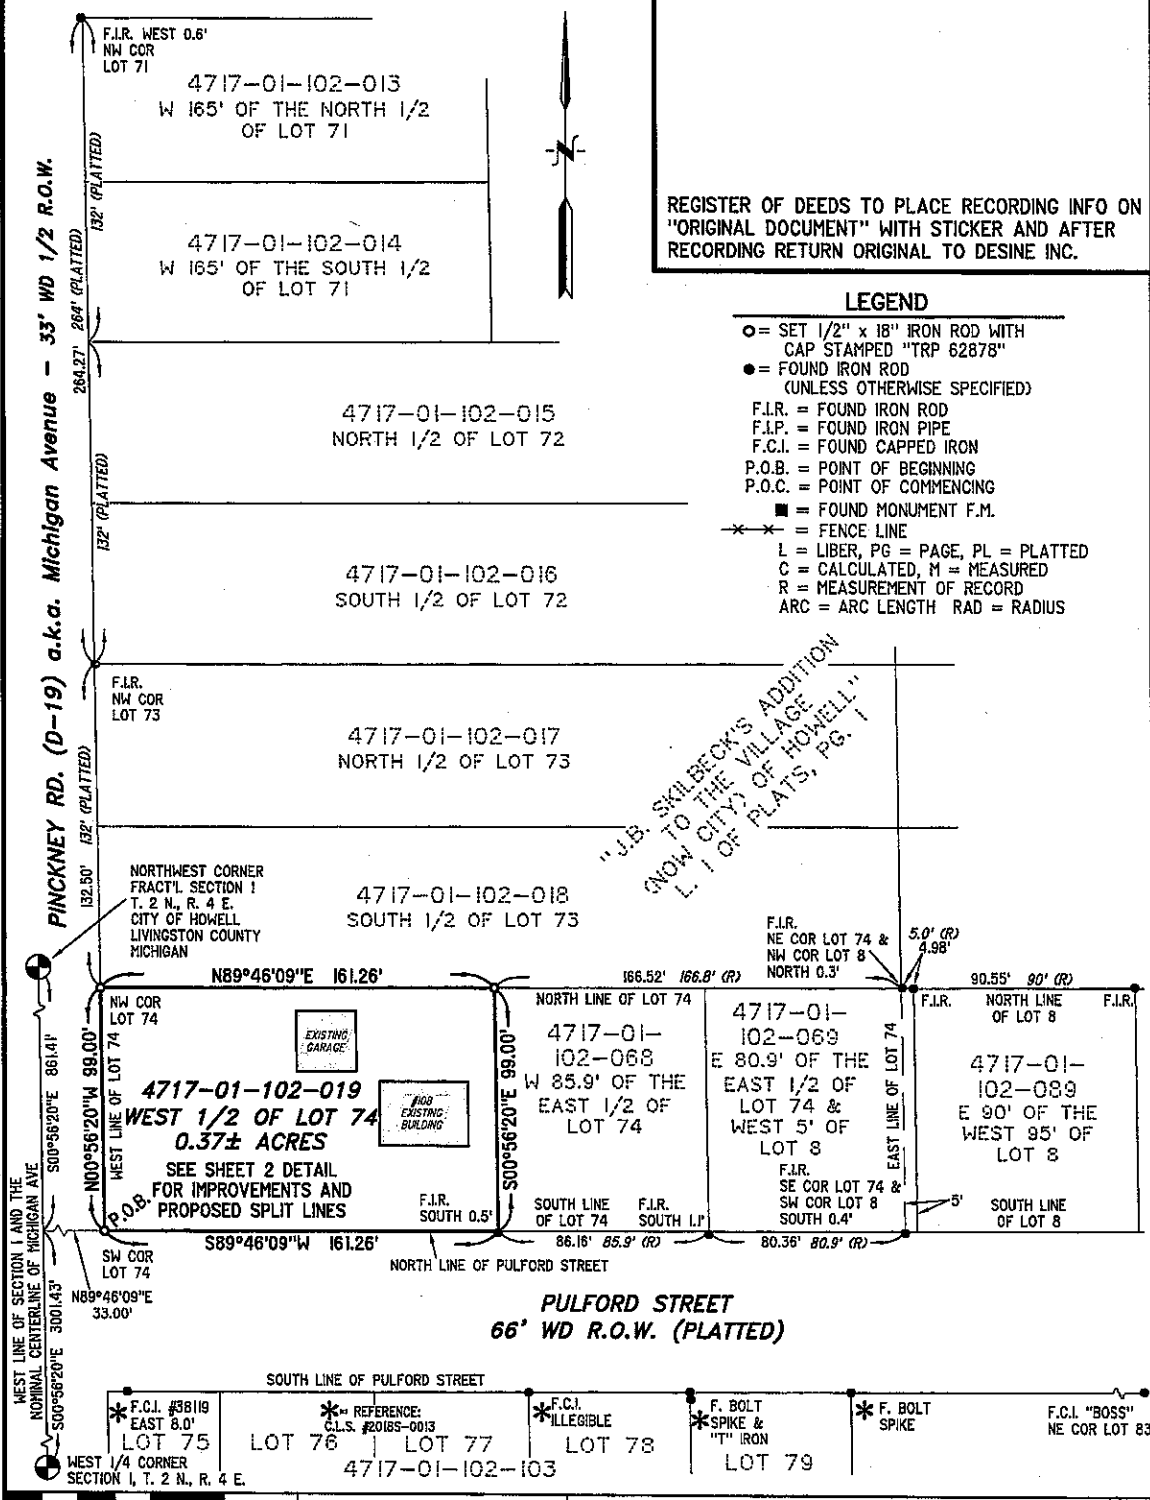 F.I.R. WEST 0.6'
NW COR
LOT 71
4717-01-102-013
W 165' OF THE NORTH 1/2
OF LOT 71
4717-01-102-014
W 165' OF THE SOUTH 1/2
OF LOT 71
132' (PLATTED)
264' (PLATTED)
264.27'
132' (PLATTED)
PINCKNEY RD. (D-19) a.k.a. Michigan Avenue - 33' WD 1/2 R.O.W.
N
REGISTER OF DEEDS TO PLACE RECORDING INFO ON
"ORIGINAL DOCUMENT" WITH STICKER AND AFTER
RECORDING RETURN ORIGINAL TO DESINE INC.
LEGEND
= SET 1/2" x 18" IRON ROD WITH
CAP STAMPED "TRP 62878"
= FOUND IRON ROD
(UNLESS OTHERWISE SPECIFIED)
F.I.R. = FOUND IRON ROD
F.I.P. = FOUND IRON PIPE
F.C.I. = FOUND CAPPED IRON
P.O.B. = POINT OF BEGINNING
P.O.C. = POINT OF COMMENCING
= FOUND MONUMENT F.M.
= FENCE LINE
L = LIBER, PG = PAGE, PL = PLATTED
C = CALCULATED, M = MEASURED
R = MEASUREMENT OF RECORD
ARC = ARC LENGTH RAD = RADIUS
4717-01-102-015
NORTH 1/2 OF LOT 72
4717-01-102-016
SOUTH 1/2 OF LOT 72
F.I.R.
NW COR
LOT 73
4717-01-102-017
NORTH 1/2 OF LOT 73
132' (PLATTED)
132.50'
"J.B. SKILBECK'S ADDITION
TO THE VILLAGE
(NOW CITY) OF HOWELL"
L. 1 OF PLATS, PG. 1
NORTHWEST CORNER
FRACT'L SECTION 1
T. 2 N., R. 4 E.
CITY OF HOWELL
LIVINGSTON COUNTY
MICHIGAN
4717-01-102-018
SOUTH 1/2 OF LOT 73
F.I.R.
NE COR LOT 74 &
NW COR LOT 8
NORTH 0.3'
5.0' (R)
4.98'
N89°46'09"E 161.26'
166.52' 166.8' (R)
90.55' 90' (R)
NW COR
LOT 74
NORTH LINE OF LOT 74
F.I.R.
NORTH LINE
OF LOT 8
F.I.R.
EXISTING
GARAGE
4717-01-102-019
WEST 1/2 OF LOT 74
0.37± ACRES
SEE SHEET 2 DETAIL
FOR IMPROVEMENTS AND
PROPOSED SPLIT LINES
#108
EXISTING
BUILDING
N00°56'20"W 99.00'
WEST LINE OF LOT 74
S00°56'20"E 99.00'
4717-01-
102-068
W 85.9' OF THE
EAST 1/2 OF
LOT 74
4717-01-
102-069
E 80.9' OF THE
EAST 1/2 OF
LOT 74 &
WEST 5' OF
LOT 8
EAST LINE OF LOT 74
4717-01-
102-089
E 90' OF THE
WEST 95' OF
LOT 8
F.I.R.
SE COR LOT 74 &
SW COR LOT 8
SOUTH 0.4'
5'
SOUTH LINE
OF LOT 8
P.O.B.
F.I.R.
SOUTH 0.5'
SOUTH LINE
OF LOT 74
F.I.R.
SOUTH 1.1'
S89°46'09"W 161.26'
86.16' 85.9' (R)
80.36' 80.9' (R)
SW COR
LOT 74
NORTH LINE OF PULFORD STREET
N89°46'09"E
33.00'
S00°56'20"E 861.41'
WEST LINE OF SECTION 1 AND THE
NOMINAL CENTERLINE OF MICHIGAN AVE
S00°56'20"E 3001.43'
PULFORD STREET
66' WD R.O.W. (PLATTED)
SOUTH LINE OF PULFORD STREET
* F.C.I. #38119
EAST 8.0'
LOT 75
*= REFERENCE:
C.L.S. #2018S-0013
LOT 76
LOT 77
4717-01-102-103
* F.C.I.
ILLEGIBLE
LOT 78
* F. BOLT
SPIKE &
"T" IRON
LOT 79
* F. BOLT
SPIKE
F.C.I. "BOSS"
NE COR LOT 83
WEST 1/4 CORNER
SECTION 1, T. 2 N., R. 4 E.